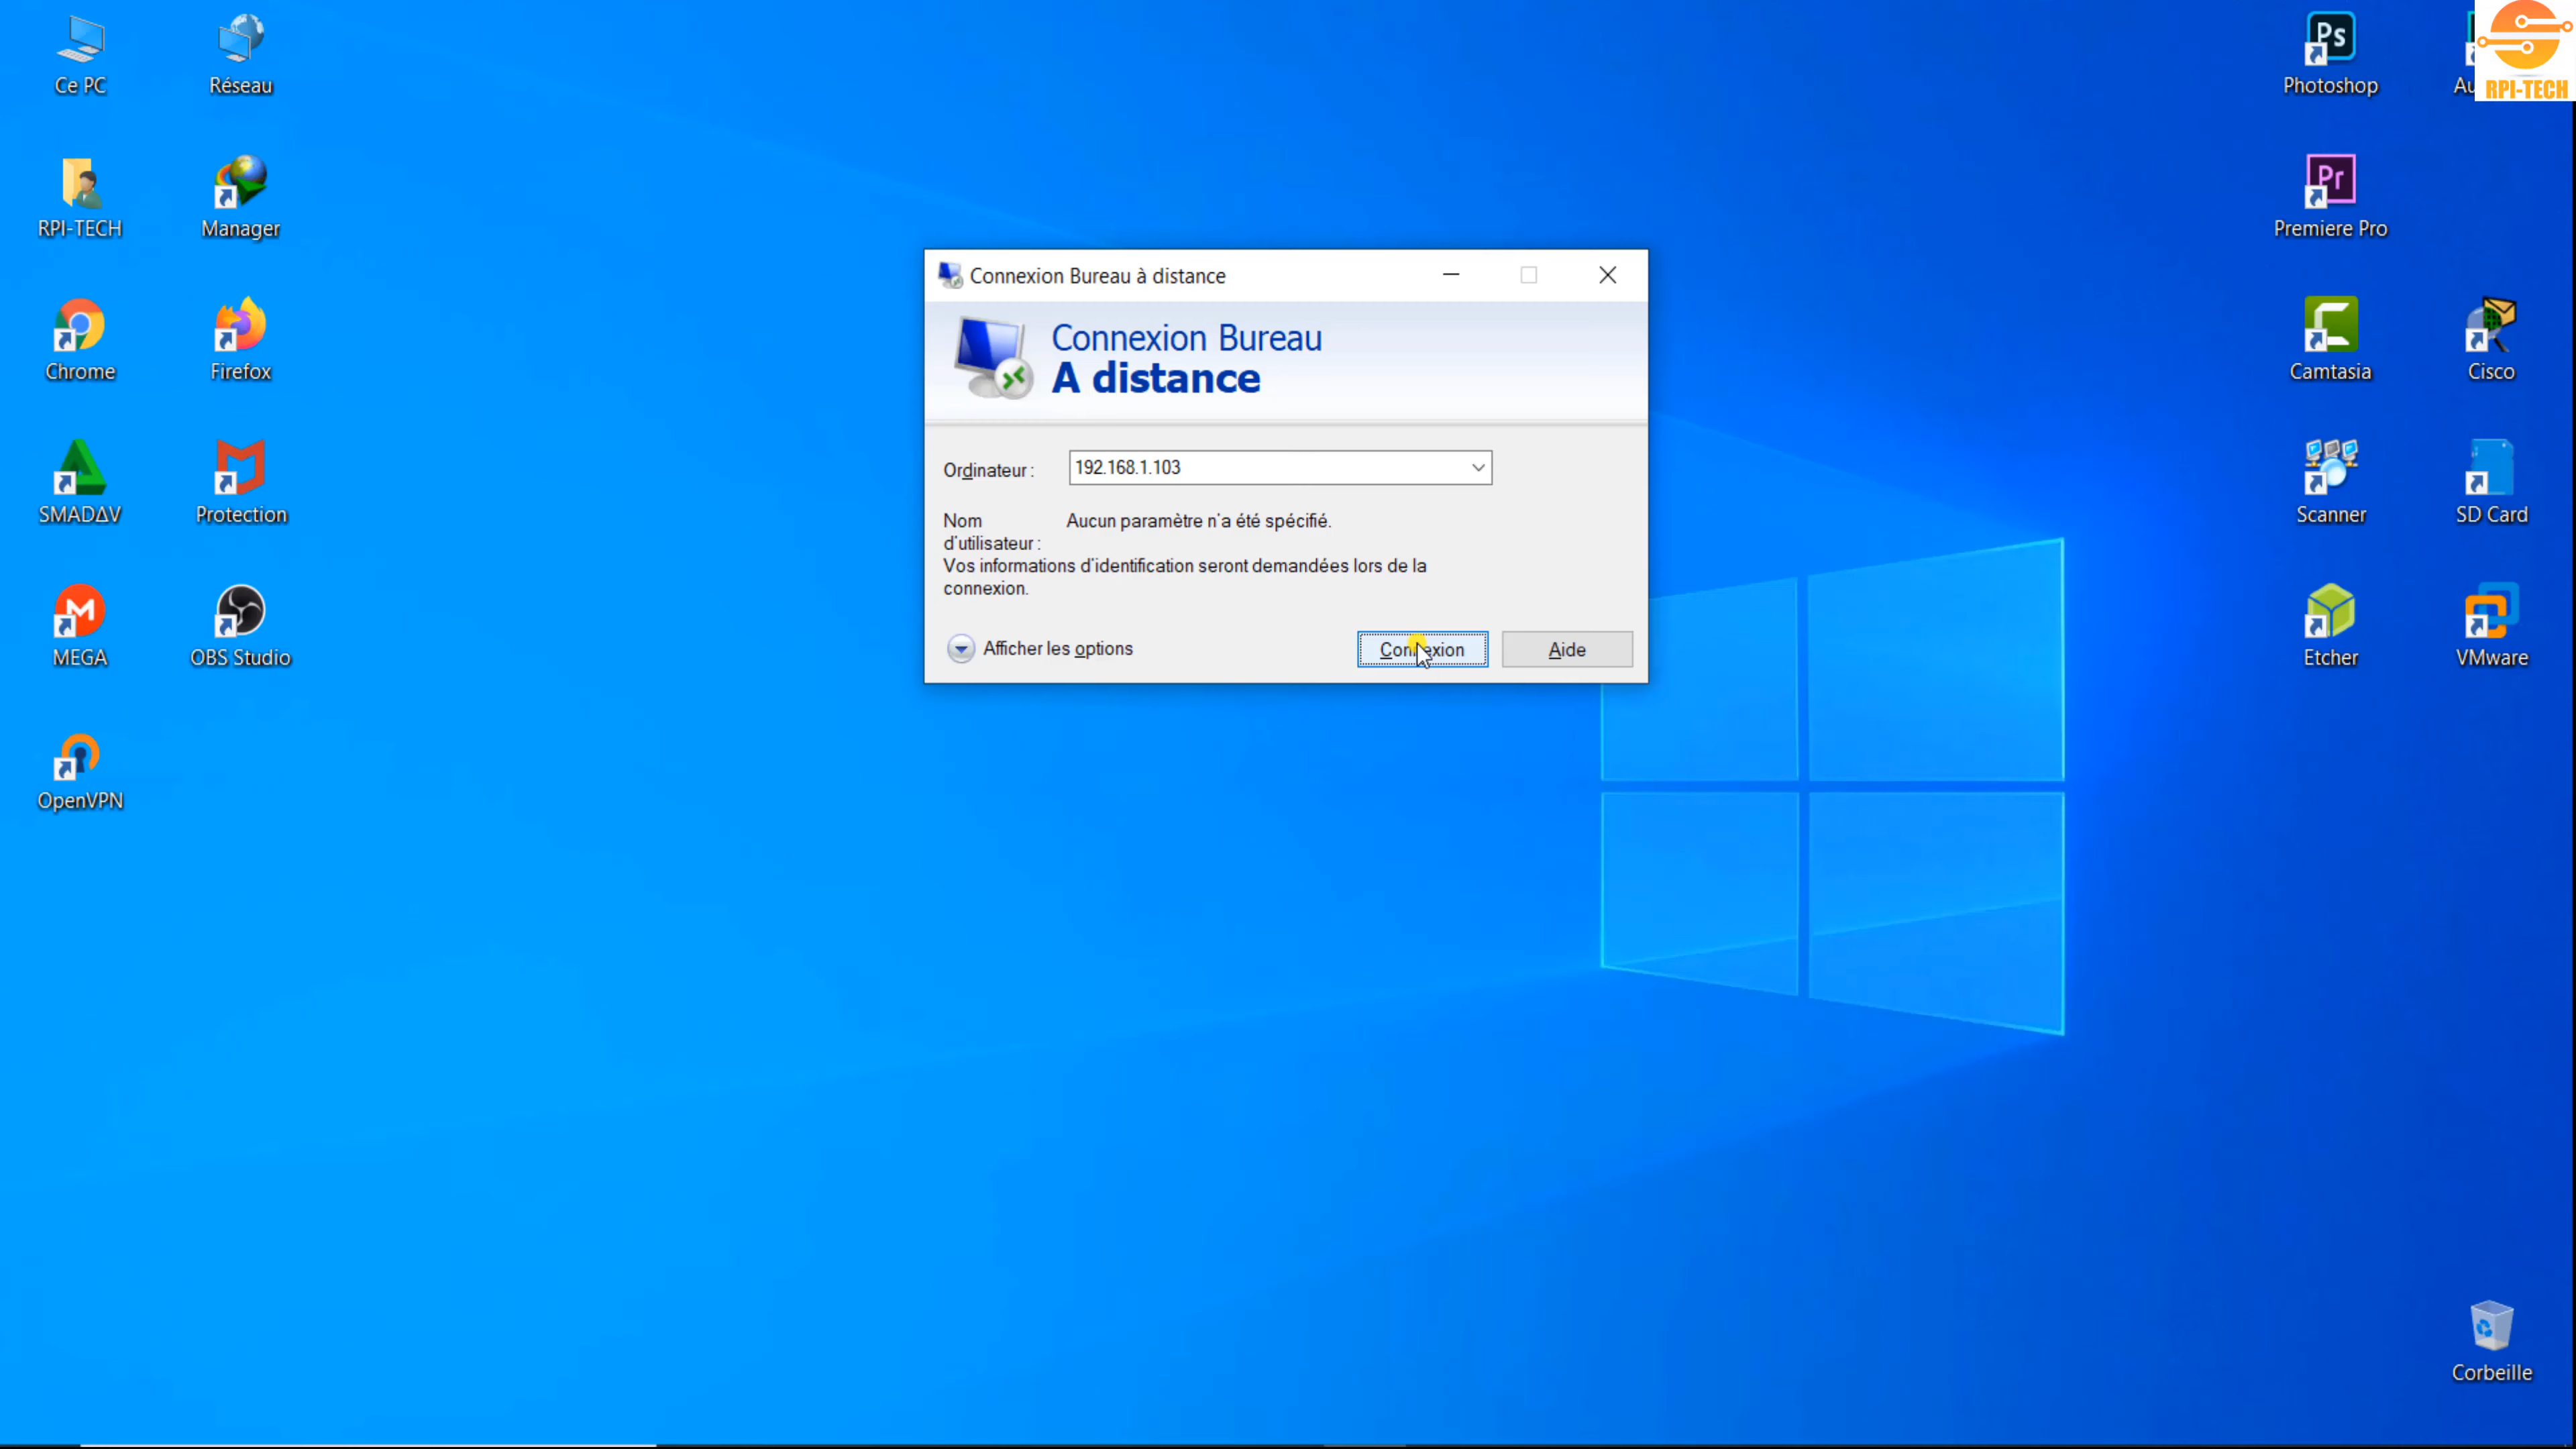 Ce PC
Réseau
RPI-TECH
Manager
Chrome
Firefox
SMADΔV
Protection
MEGA
OBS Studio
OpenVPN
Connexion Bureau à distance
Connexion Bureau
A distance
Ordinateur :
192.168.1.103
Nom
d'utilisateur :
Aucun paramètre n'a été spécifié.
Vos informations d'identification seront demandées lors de la
connexion.
Afficher les options
Connexion
Aide
Ps
Photoshop
RPI-TECH
Pr
Premiere Pro
Camtasia
Cisco
Scanner
SD Card
Etcher
VMware
Corbeille